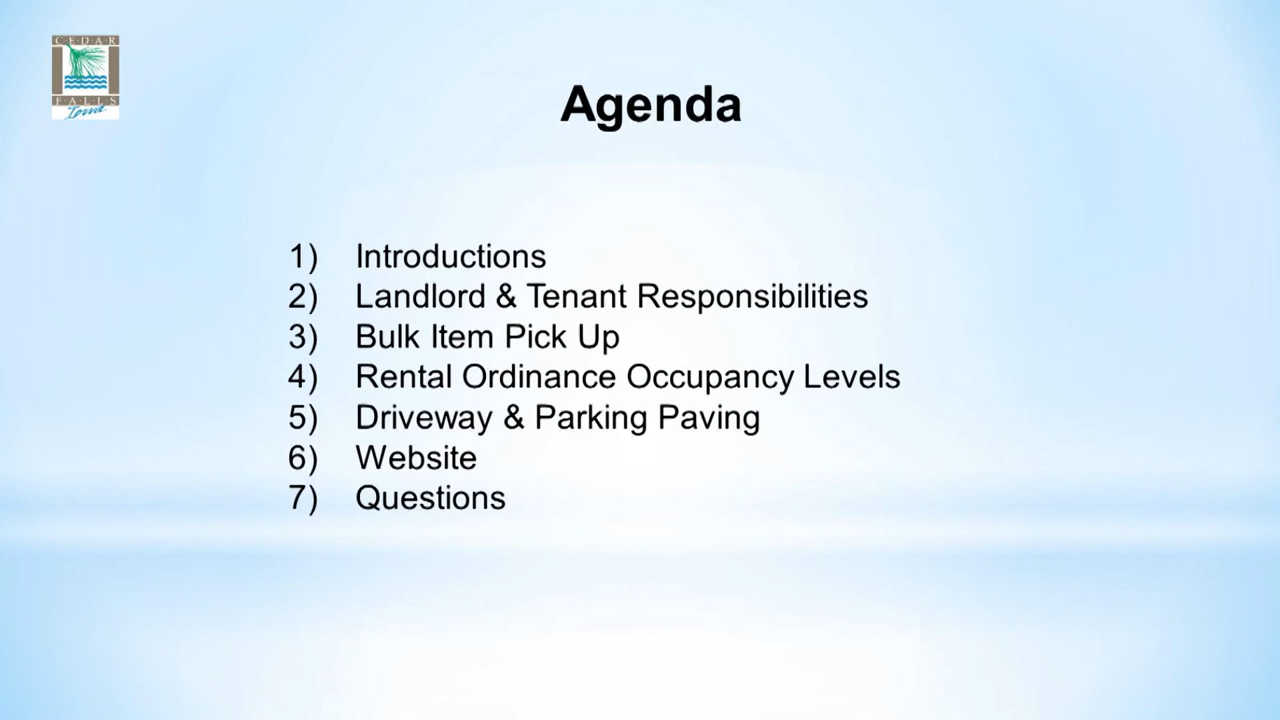 CEDAR
FALLS
Iowa
Agenda
1) Introductions
2) Landlord & Tenant Responsibilities
3) Bulk Item Pick Up
4) Rental Ordinance Occupancy Levels
5) Driveway & Parking Paving
6) Website
7) Questions